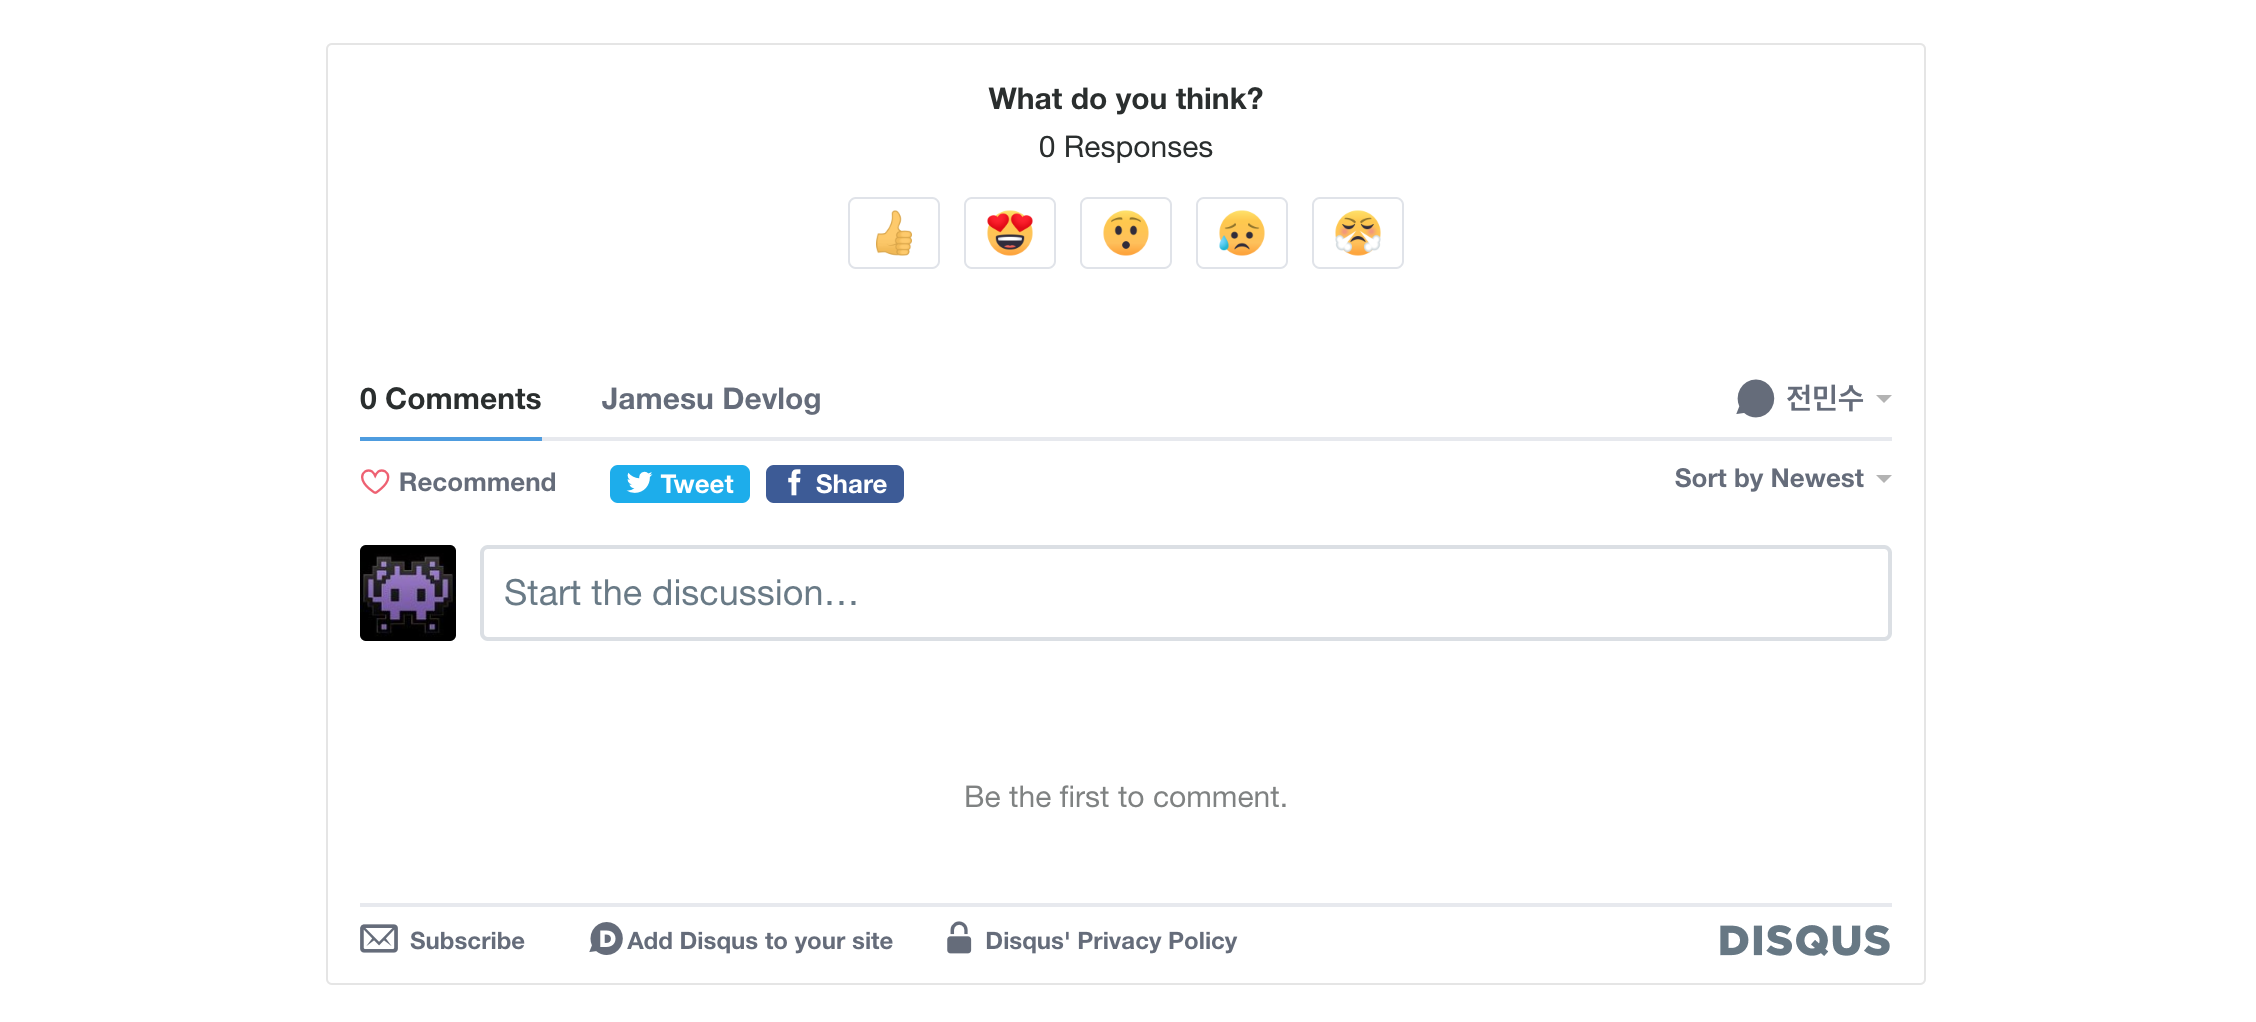 What do you think?
0 Responses
0 Comments
Jamesu Devlog
전민수
Recommend
Tweet
Share
Sort by Newest
Start the discussion…
Be the first to comment.
Subscribe
D Add Disqus to your site
Disqus' Privacy Policy
DISQUS